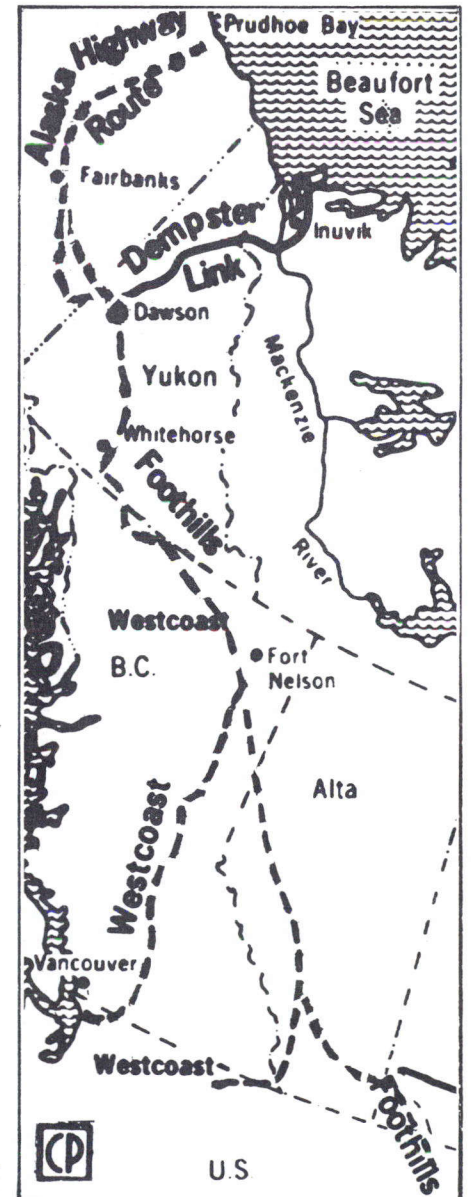 Prudhoe Bay
Beaufort
Sea
Alaska Highway
Route
Fairbanks
Dempster
Link
Inuvik
Dawson
Mackenzie
River
Yukon
Whitehorse
Foothills
Westcoast
B.C.
Fort
Nelson
Alta
Westcoast
Vancouver
Westcoast
Foothills
CP
U.S.